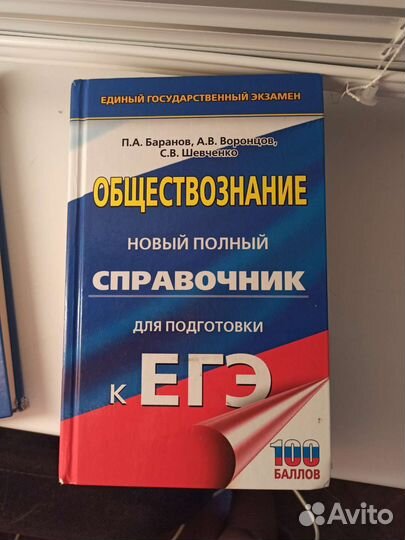 ЕДИНЫЙ ГОСУДАРСТВЕННЫЙ ЭКЗАМЕН
П.А. Баранов, А.В. Воронцов,
С.В. Шевченко
ОБЩЕСТВОЗНАНИЕ
НОВЫЙ ПОЛНЫЙ
СПРАВОЧНИК
ДЛЯ ПОДГОТОВКИ
К ЕГЭ
100
БАЛЛОВ
Avito